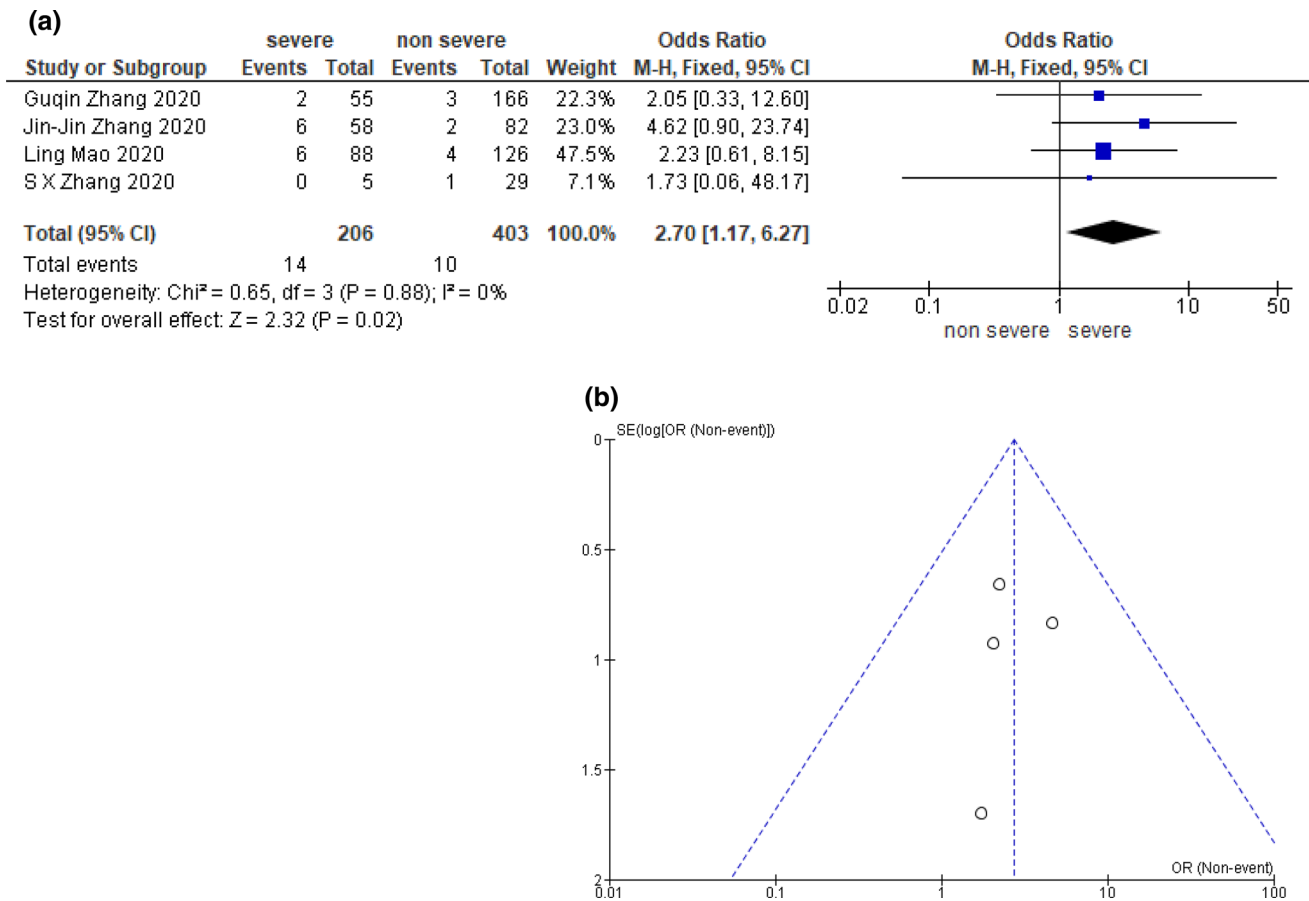 (a)
severe non severe Odds Ratio Odds Ratio
Study or Subgroup Events Total Events Total Weight M-H, Fixed, 95% CI M-H, Fixed, 95% CI
Guqin Zhang 2020 2 55 3 166 22.3% 2.05 [0.33, 12.60]
Jin-Jin Zhang 2020 6 58 2 82 23.0% 4.62 [0.90, 23.74]
Ling Mao 2020 6 88 4 126 47.5% 2.23 [0.61, 8.15]
S X Zhang 2020 0 5 1 29 7.1% 1.73 [0.06, 48.17]
Total (95% CI) 206 403 100.0% 2.70 [1.17, 6.27]
Total events 14 10
Heterogeneity: Chi² = 0.65, df = 3 (P = 0.88); I² = 0%
Test for overall effect: Z = 2.32 (P = 0.02)
0.02 0.1 1 10 50
non severe severe
(b)
SE(log[OR (Non-event)])
0
0.5
1
1.5
2
OR (Non-event)
0.01 0.1 1 10 100